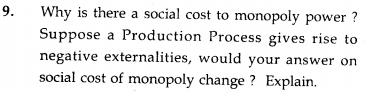 9. Why is there a social cost to monopoly power ?
Suppose a Production Process gives rise to
negative externalities, would your answer on
social cost of monopoly change ? Explain.